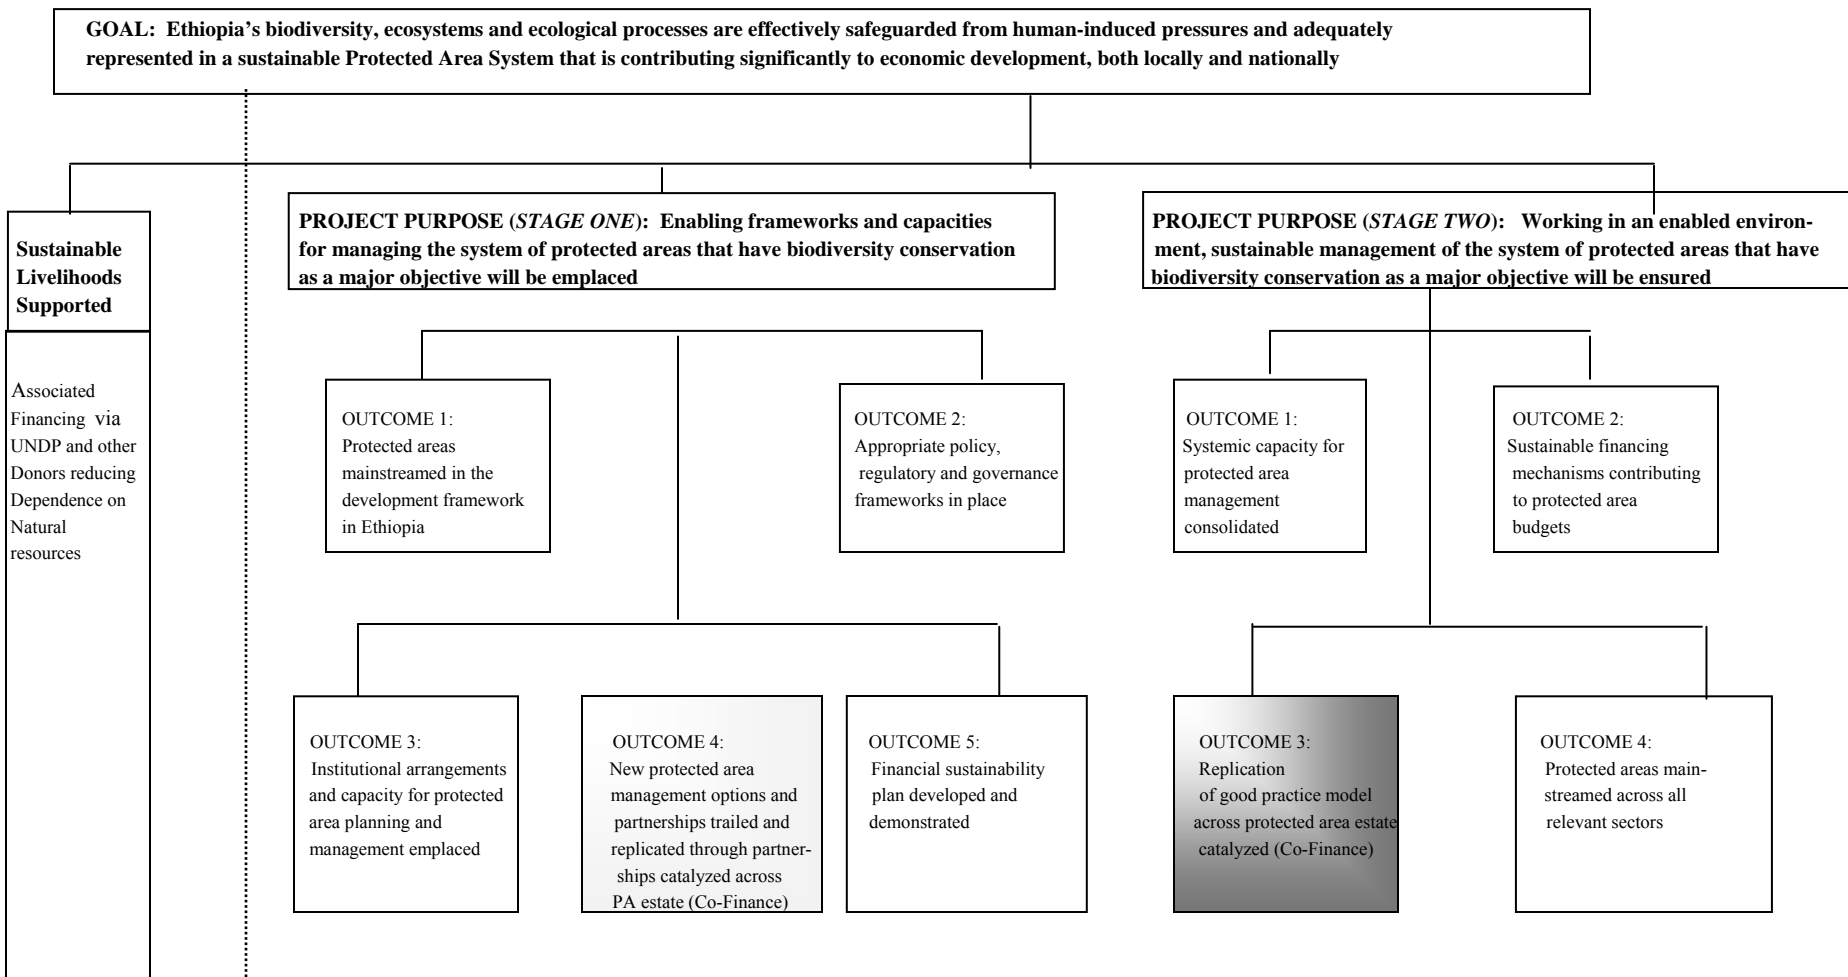 GOAL: Ethiopia's biodiversity, ecosystems and ecological processes are effectively safeguarded from human-induced pressures and adequately
represented in a sustainable Protected Area System that is contributing significantly to economic development, both locally and nationally
Sustainable
Livelihoods
Supported
Associated
Financing via
UNDP and other
Donors reducing
Dependence on
Natural
resources
PROJECT PURPOSE (STAGE ONE): Enabling frameworks and capacities
for managing the system of protected areas that have biodiversity conservation
as a major objective will be emplaced
PROJECT PURPOSE (STAGE TWO): Working in an enabled environ-
ment, sustainable management of the system of protected areas that have
biodiversity conservation as a major objective will be ensured
OUTCOME 1:
Protected areas
mainstreamed in the
development framework
in Ethiopia
OUTCOME 2:
Appropriate policy,
regulatory and governance
frameworks in place
OUTCOME 1:
Systemic capacity for
protected area
management
consolidated
OUTCOME 2:
Sustainable financing
mechanisms contributing
to protected area
budgets
OUTCOME 3:
Institutional arrangements
and capacity for protected
area planning and
management emplaced
OUTCOME 4:
New protected area
management options and
partnerships trailed and
replicated through partner-
ships catalyzed across
PA estate (Co-Finance)
OUTCOME 5:
Financial sustainability
plan developed and
demonstrated
OUTCOME 3:
Replication
of good practice model
across protected area estate
catalyzed (Co-Finance)
OUTCOME 4:
Protected areas main-
streamed across all
relevant sectors